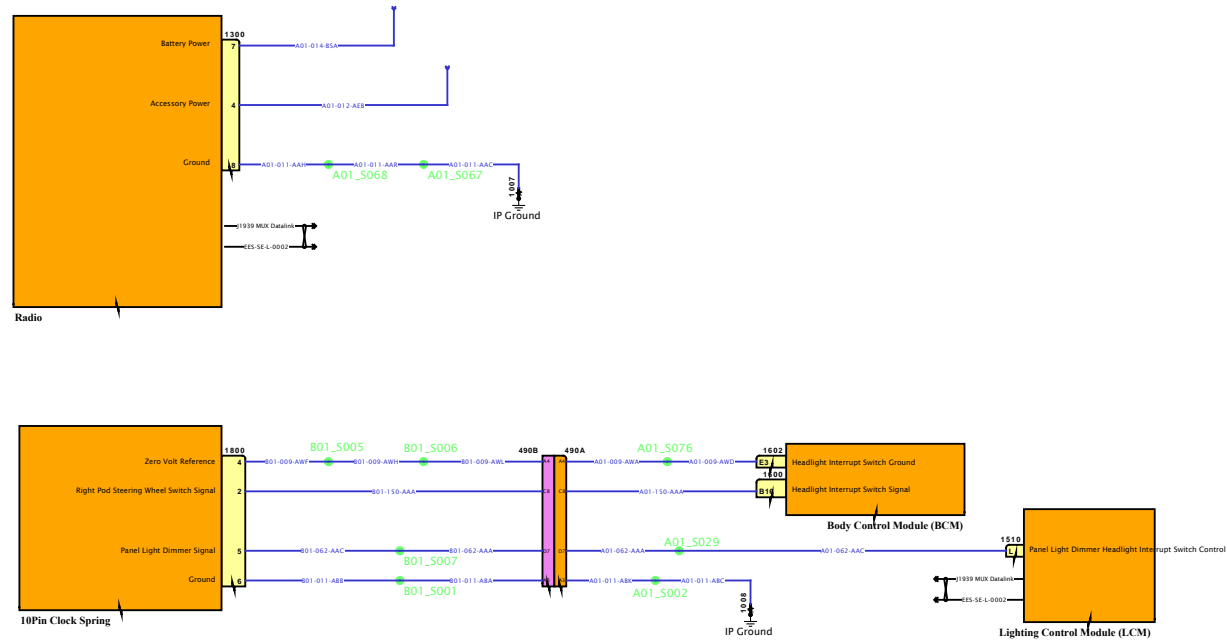 1300
Battery Power
7
A01-014-BSA
Accessory Power
4
A01-012-AEB
Ground
8
A01-011-AAH
A01-011-AAR
A01-011-AAC
A01_S068
A01_S067
1007
IP Ground
J1939 MUX Datalink
EES-SE-L-0002
Radio
1800
B01_S005
B01_S006
490B
490A
A01_S076
1602
Zero Volt Reference
4
B01-009-AWF
B01-009-AWH
B01-009-AWL
A4
A4
A01-009-AWA
A01-009-AWD
E3
Headlight Interrupt Switch Ground
1600
Right Pod Steering Wheel Switch Signal
2
B01-150-AAA
C8
C8
A01-150-AAA
Headlight Interrupt Switch Signal
Body Control Module (BCM)
A01_S029
1510
Panel Light Dimmer Signal
5
B01-062-AAC
B01-062-AAA
D7
D7
A01-062-AAA
A01-062-AAC
L
Panel Light Dimmer Headlight Interrupt Switch Control
B01_S007
Ground
6
B01-011-ABB
B01-011-ABA
A01-011-ABK
A01-011-ABC
J1939 MUX Datalink
B01_S001
A01_S002
1008
EES-SE-L-0002
10Pin Clock Spring
IP Ground
Lighting Control Module (LCM)